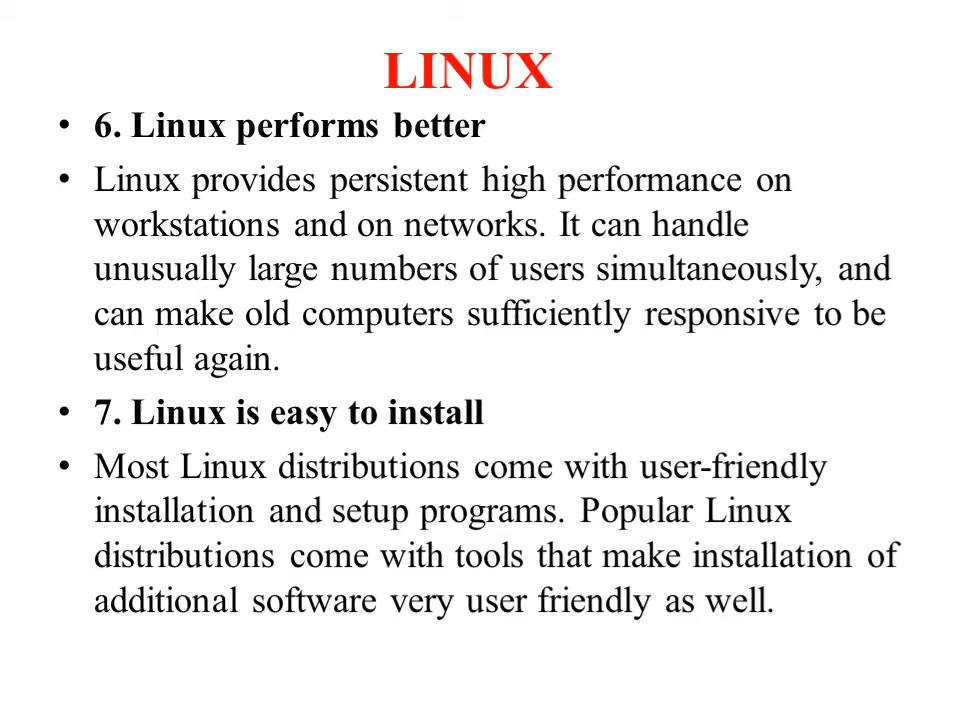 LINUX
• 6. Linux performs better
• Linux provides persistent high performance on
workstations and on networks. It can handle
unusually large numbers of users simultaneously, and
can make old computers sufficiently responsive to be
useful again.
• 7. Linux is easy to install
• Most Linux distributions come with user-friendly
installation and setup programs. Popular Linux
distributions come with tools that make installation of
additional software very user friendly as well.